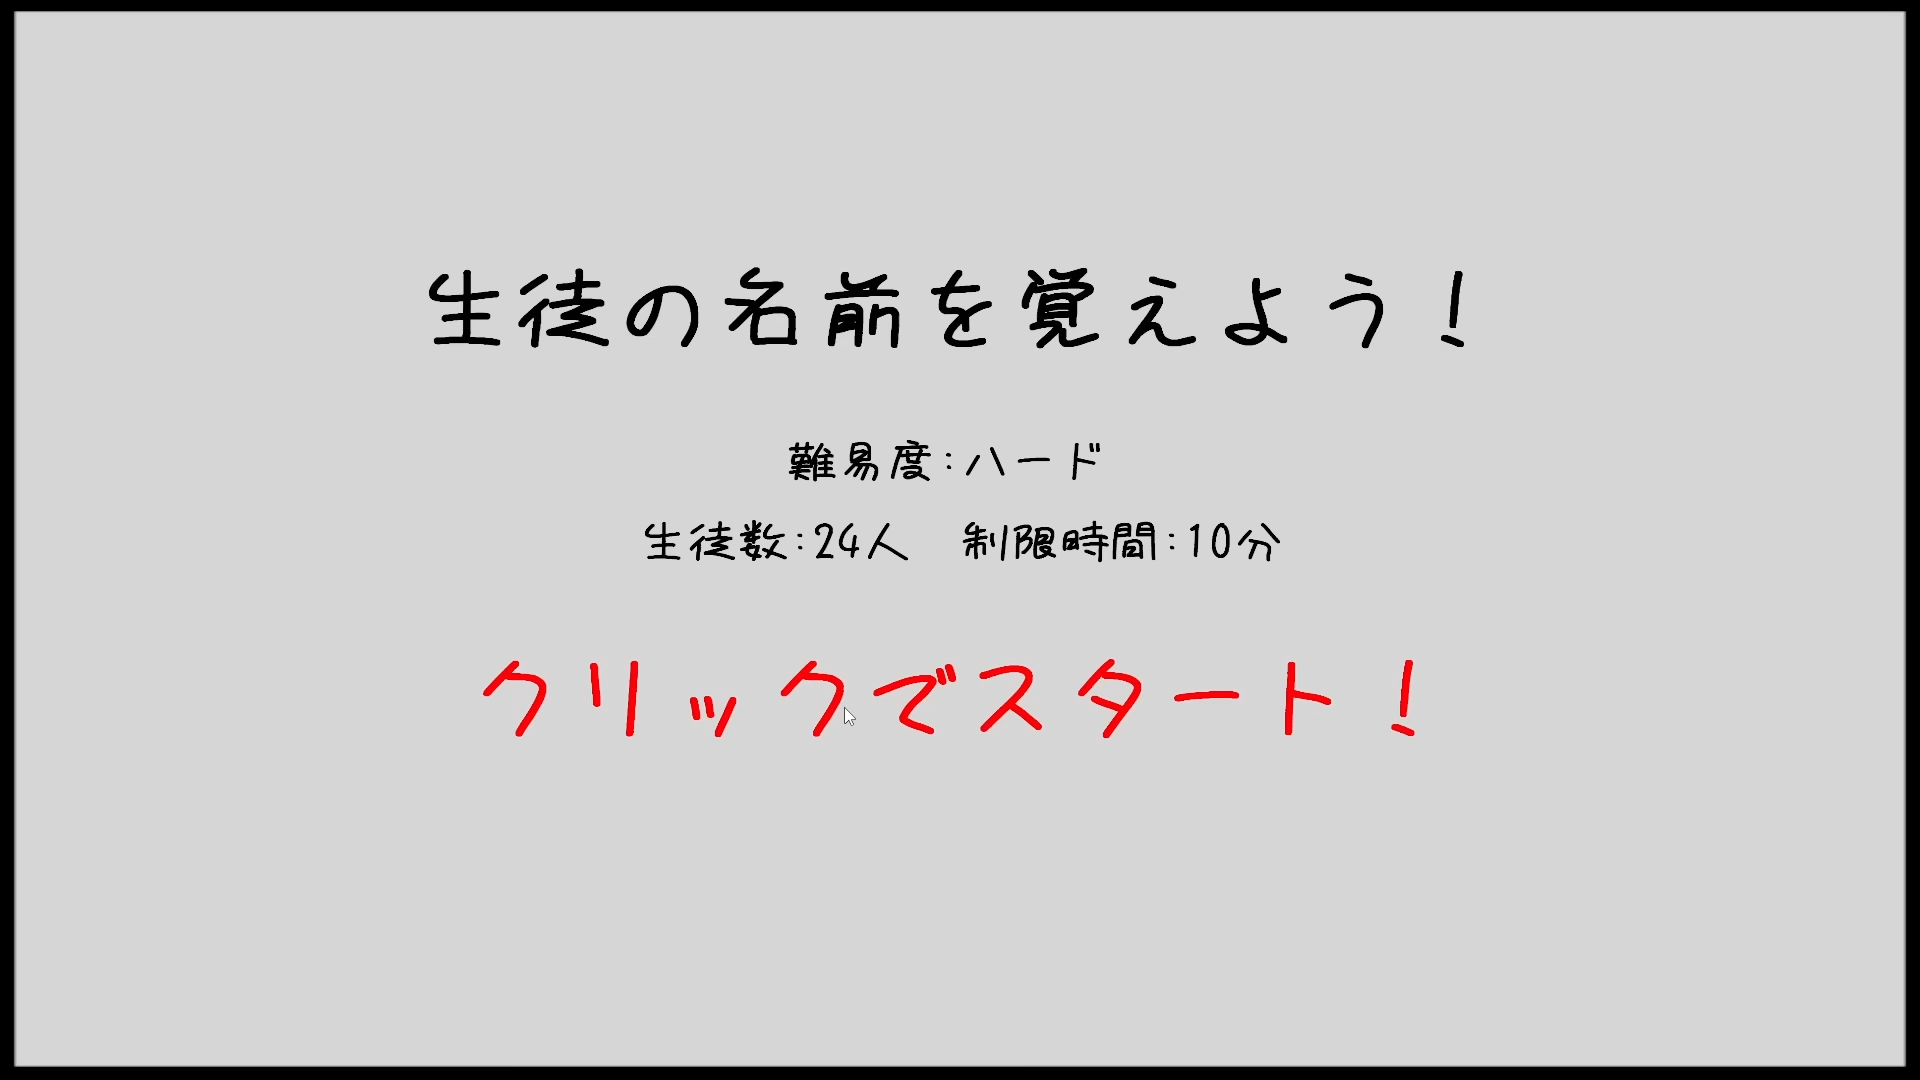 生徒の名前を覚えよう！
難易度：ハード
生徒数：24人　制限時間：10分
クリックでスタート！